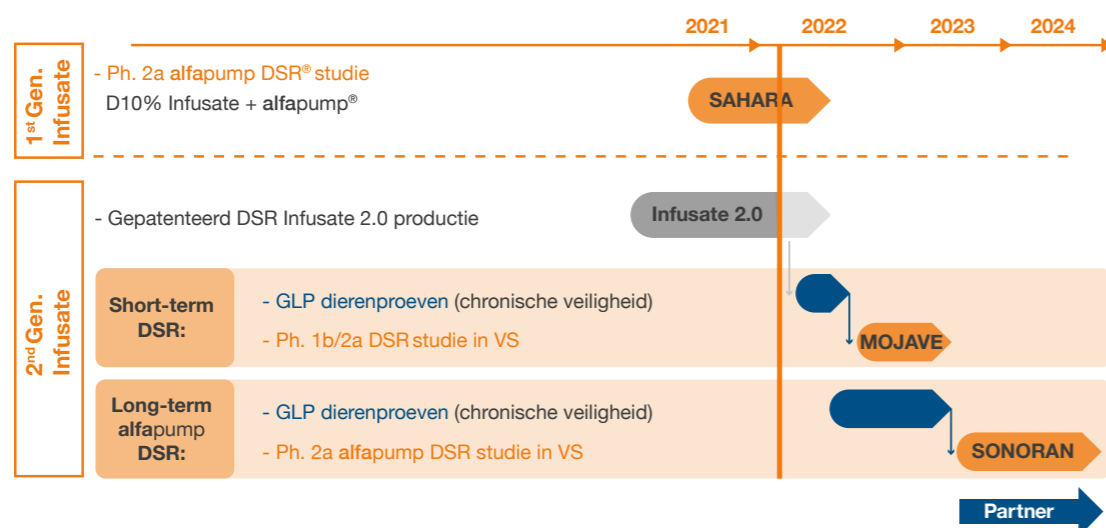 2021 2022 2023 2024
1st Gen.
Infusate
- Ph. 2a alfapump DSR® studie
D10% Infusate + alfapump®
SAHARA
2nd Gen.
Infusate
- Gepatenteerd DSR Infusate 2.0 productie
Infusate 2.0
Short-term
DSR:
- GLP dierenproeven (chronische veiligheid)
- Ph. 1b/2a DSR studie in VS
MOJAVE
Long-term
alfapump
DSR:
- GLP dierenproeven (chronische veiligheid)
- Ph. 2a alfapump DSR studie in VS
SONORAN
Partner